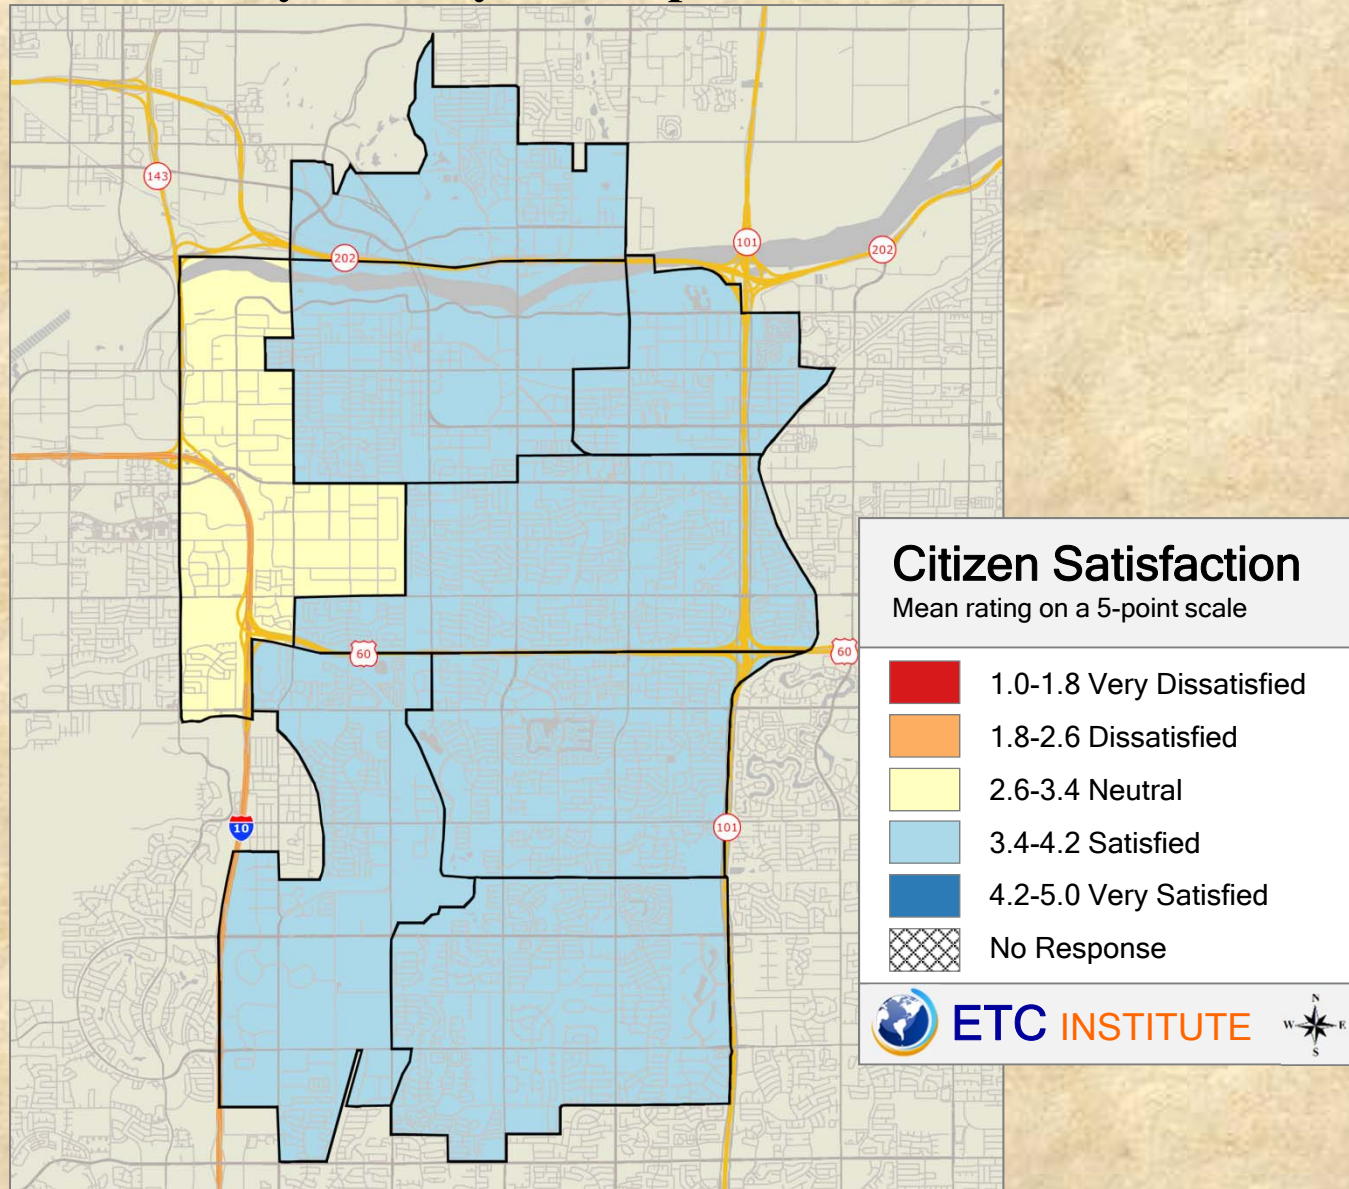 143
202
101
202
60
60
10
101
Citizen Satisfaction
Mean rating on a 5-point scale
1.0-1.8 Very Dissatisfied
1.8-2.6 Dissatisfied
2.6-3.4 Neutral
3.4-4.2 Satisfied
4.2-5.0 Very Satisfied
No Response
ETC INSTITUTE
N
W E
S